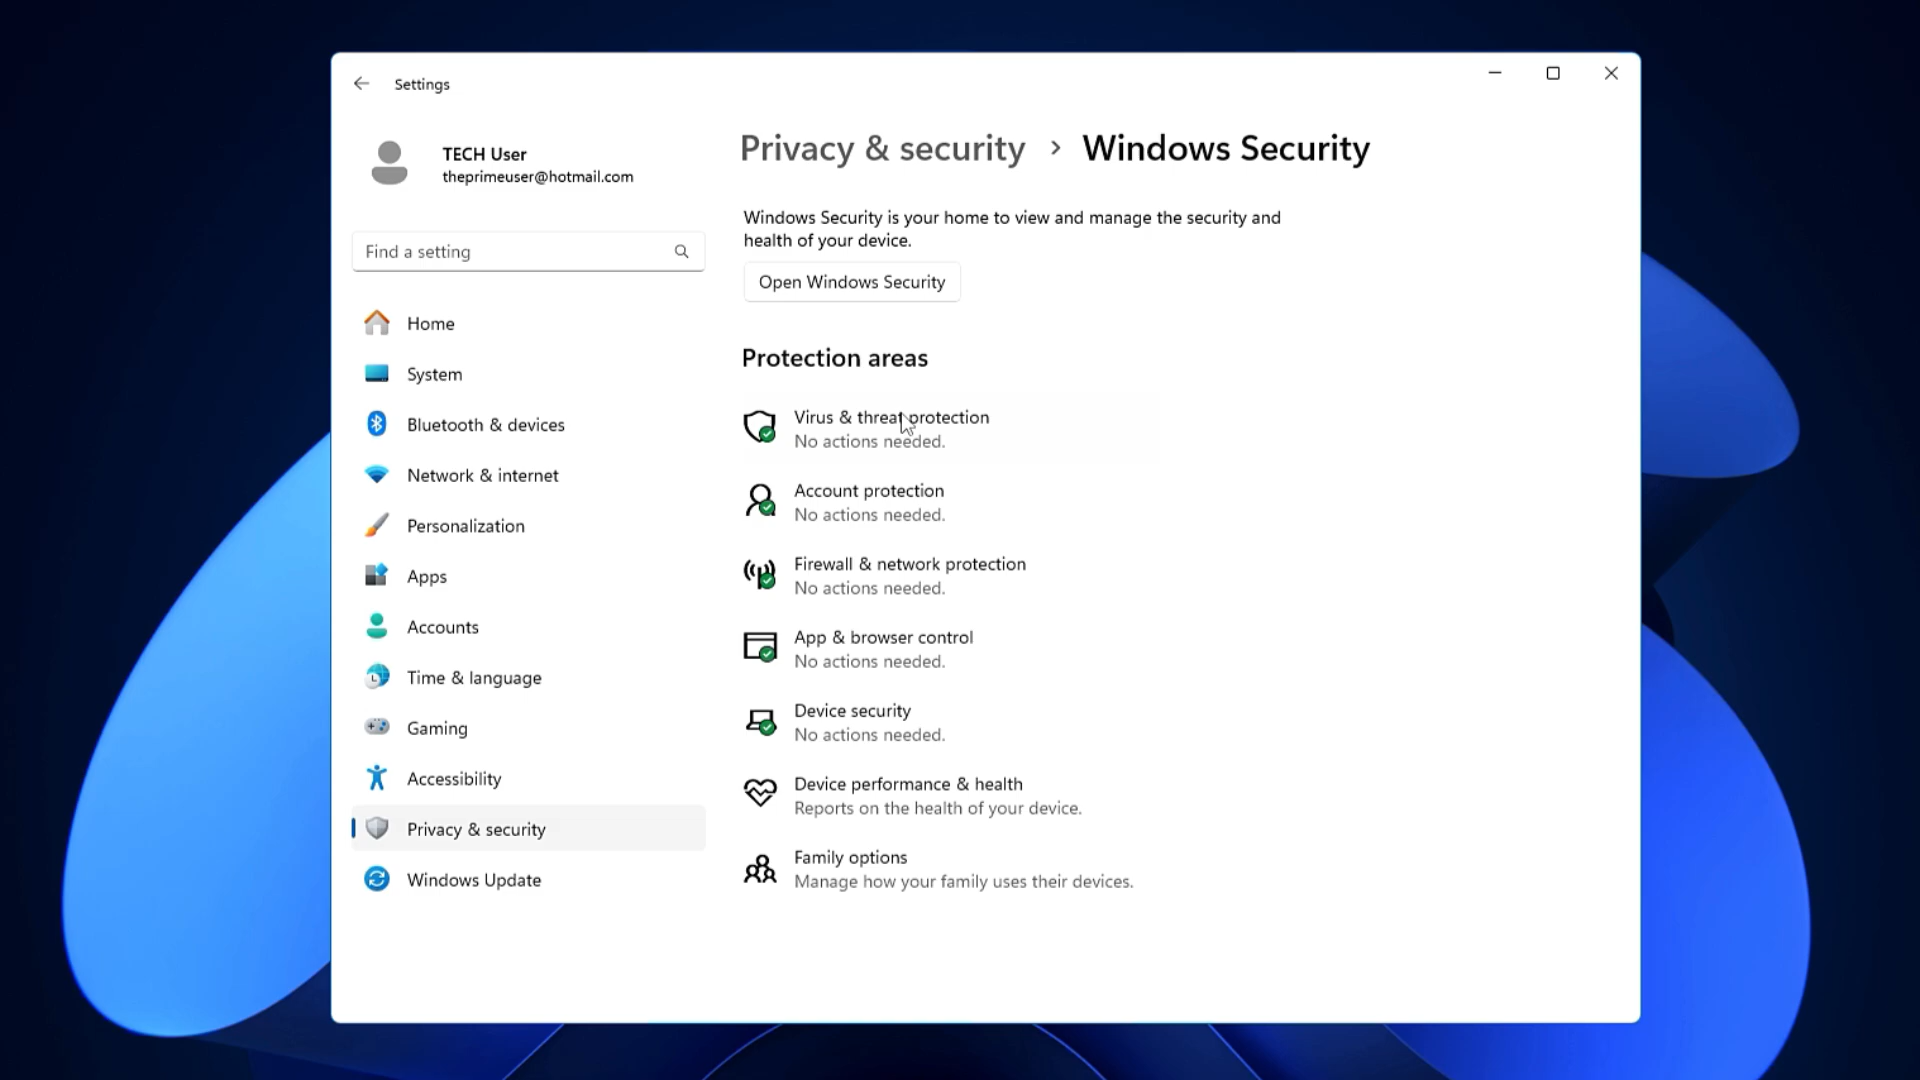 Settings
TECH User
theprimeuser@hotmail.com
Find a setting
Home
System
Bluetooth & devices
Network & internet
Personalization
Apps
Accounts
Time & language
Gaming
Accessibility
Privacy & security
Windows Update
Privacy & security > Windows Security
Windows Security is your home to view and manage the security and
health of your device.
Open Windows Security
Protection areas
Virus & threat protection
No actions needed.
Account protection
No actions needed.
Firewall & network protection
No actions needed.
App & browser control
No actions needed.
Device security
No actions needed.
Device performance & health
Reports on the health of your device.
Family options
Manage how your family uses their devices.